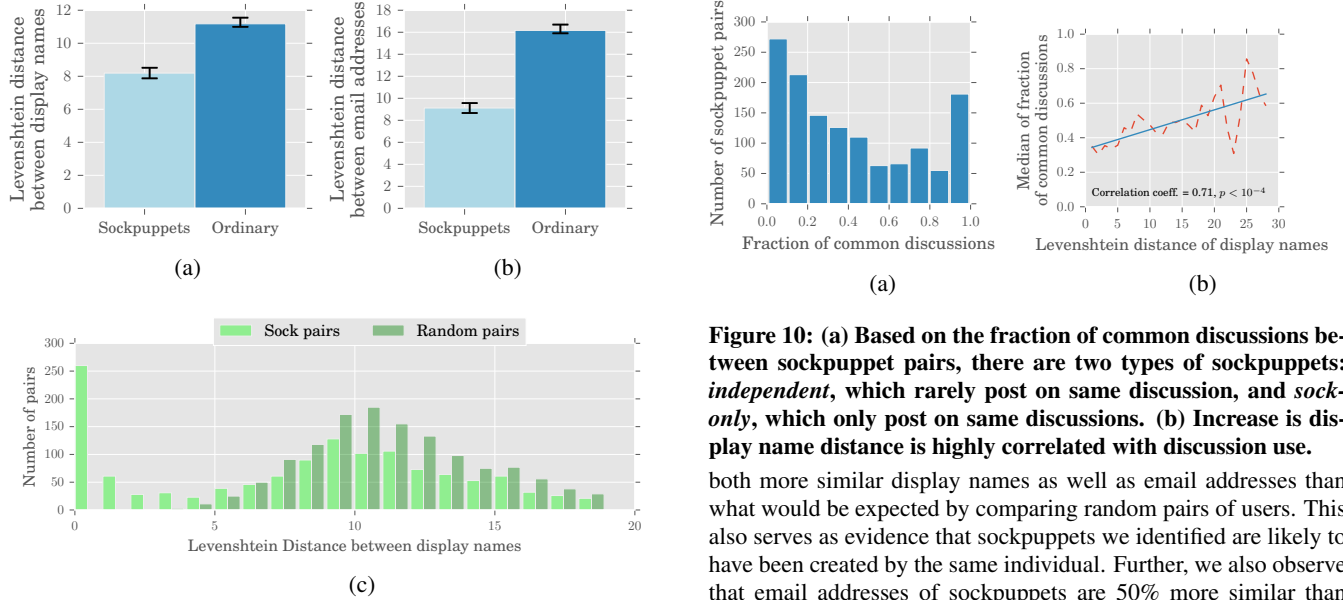 Levenshtein distance
between display names
12
10
8
6
4
2
0
Sockpuppets
Ordinary
(a)
Levenshtein distance
between email addresses
18
16
14
12
10
8
6
4
2
0
Sockpuppets
Ordinary
(b)
Sock pairs
Random pairs
Number of pairs
300
250
200
150
100
50
0
0
5
10
15
20
Levenshtein Distance between display names
(c)
Number of sockpuppet pairs
300
250
200
150
100
50
0
0.0
0.2
0.4
0.6
0.8
1.0
Fraction of common discussions
(a)
Median of fraction
of common discussions
1.0
0.8
0.6
0.4
0.2
0.0
Correlation coeff. = 0.71, p < 10⁻⁴
0
5
10
15
20
25
30
Levenshtein distance of display names
(b)
Figure 10: (a) Based on the fraction of common discussions be-
tween sockpuppet pairs, there are two types of sockpuppets:
independent, which rarely post on same discussion, and sock-
only, which only post on same discussions. (b) Increase is dis-
play name distance is highly correlated with discussion use.
both more similar display names as well as email addresses than
what would be expected by comparing random pairs of users. This
also serves as evidence that sockpuppets we identified are likely to
have been created by the same individual. Further, we also observe
that email addresses of sockpuppets are 50% more similar than